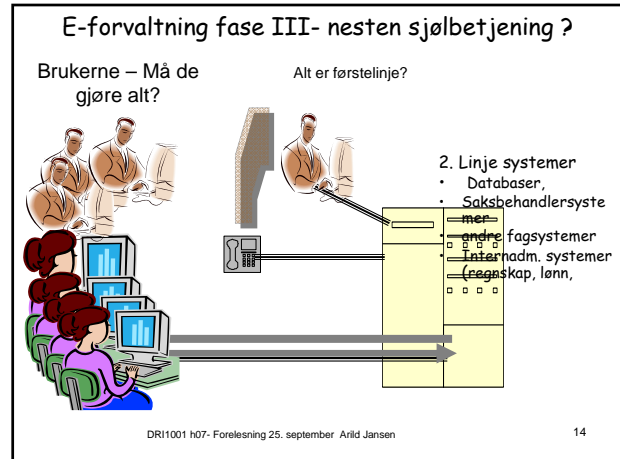 E-forvaltning fase III- nesten sjølbetjening ?
Brukerne – Må de
gjøre alt?
Alt er førstelinje?
2. Linje systemer
• Databaser,
• Saksbehandlersyste
mer
• andre fagsystemer
• Internadm. systemer
(regnskap, lønn,
DRI1001 h07- Forelesning 25. september Arild Jansen
14